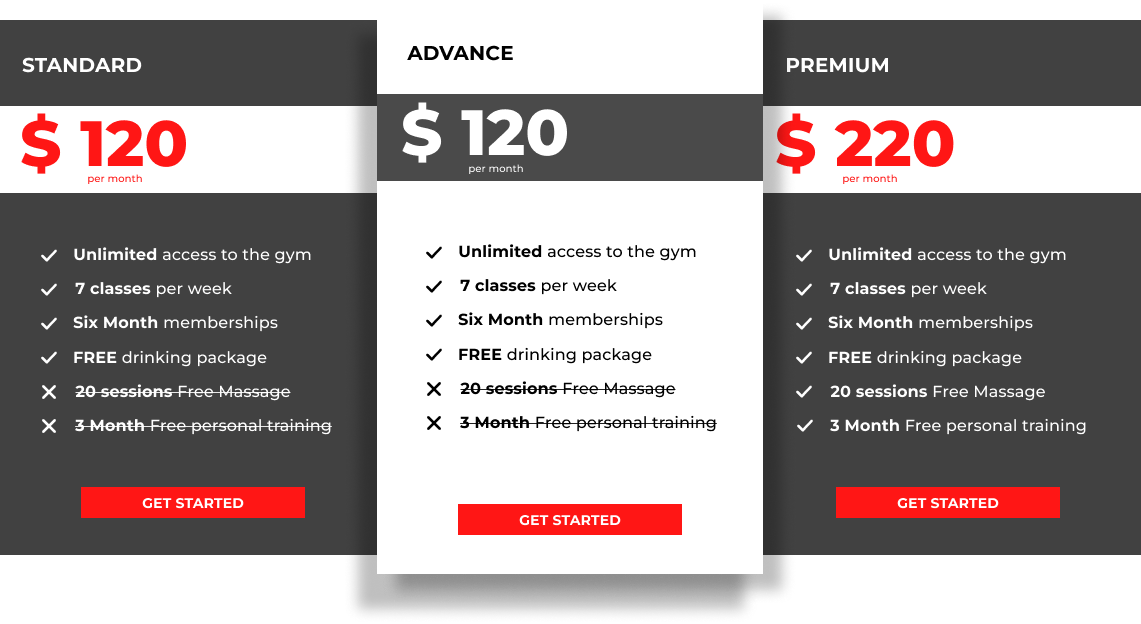 STANDARD
$ 120
per month
Unlimited access to the gym
7 classes per week
Six Month memberships
FREE drinking package
20 sessions Free Massage
3 Month Free personal training
GET STARTED
ADVANCE
$ 120
per month
Unlimited access to the gym
7 classes per week
Six Month memberships
FREE drinking package
20 sessions Free Massage
3 Month Free personal training
GET STARTED
PREMIUM
$ 220
per month
Unlimited access to the gym
7 classes per week
Six Month memberships
FREE drinking package
20 sessions Free Massage
3 Month Free personal training
GET STARTED